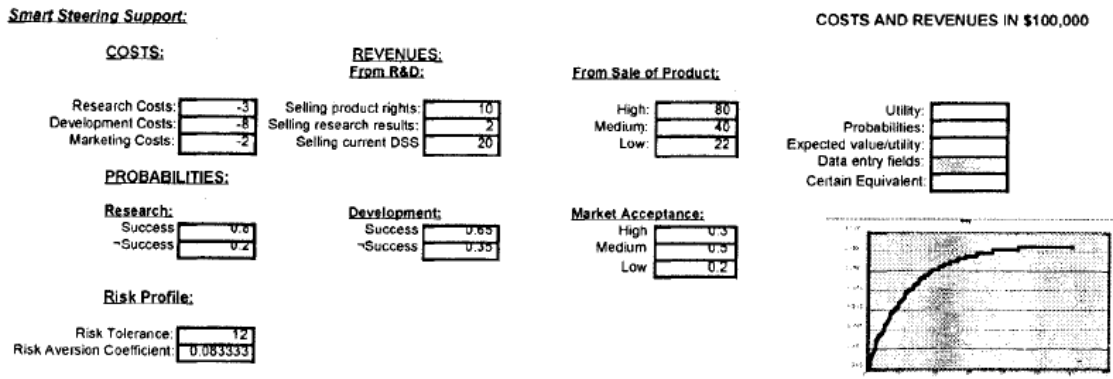 Smart Steering Support:
COSTS AND REVENUES IN $100,000
COSTS:
REVENUES:
From R&D:
From Sale of Product:
Research Costs: -3
Development Costs: -8
Marketing Costs: -2
Selling product rights: 10
Selling research results: 2
Selling current DSS 20
High: 80
Medium: 40
Low: 22
Utility:
Probabilities:
Expected value/utility:
Data entry fields:
Certain Equivalent:
PROBABILITIES:
Research:
Success 0.8
¬Success 0.2
Development:
Success 0.65
¬Success 0.35
Market Acceptance:
High 0.3
Medium 0.5
Low 0.2
Risk Profile:
Risk Tolerance: 12
Risk Aversion Coefficient: 0.083333